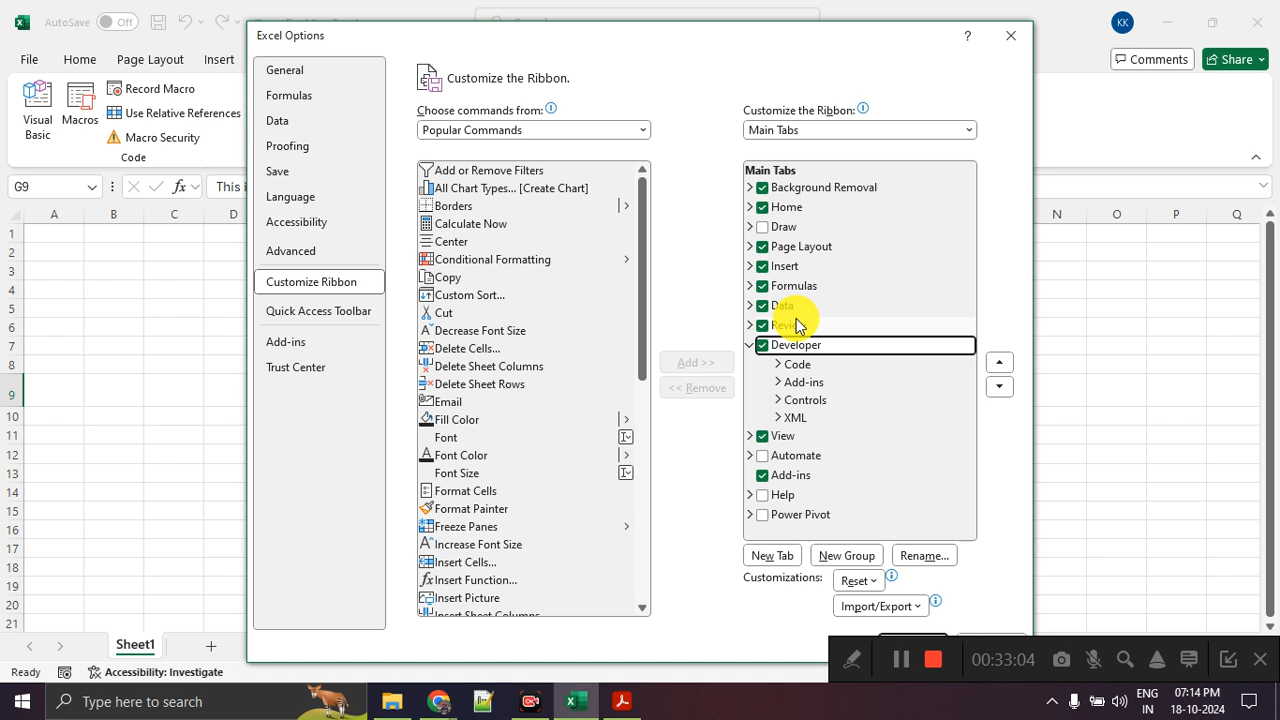 AutoSave Off
Excel Options
KK
File Home Page Layout Insert
Comments Share
Visual Basic
Macros
Record Macro
Use Relative References
Macro Security
Code
G9
fx
This i
A B C D N O P Q
1
2
3
4
5
6
7
8
9
10
11
12
13
14
15
16
17
18
19
20
21
General
Formulas
Data
Proofing
Save
Language
Accessibility
Advanced
Customize Ribbon
Quick Access Toolbar
Add-ins
Trust Center
Customize the Ribbon.
Choose commands from:
Popular Commands
Add or Remove Filters
All Chart Types... [Create Chart]
Borders
Calculate Now
Center
Conditional Formatting
Copy
Custom Sort...
Cut
Decrease Font Size
Delete Cells...
Delete Sheet Columns
Delete Sheet Rows
Email
Fill Color
Font
Font Color
Font Size
Format Cells
Format Painter
Freeze Panes
Increase Font Size
Insert Cells...
Insert Function...
Insert Picture
Insert Sheet Columns
Add >>
<< Remove
Customize the Ribbon:
Main Tabs
Main Tabs
Background Removal
Home
Draw
Page Layout
Insert
Formulas
Data
Review
Developer
Code
Add-ins
Controls
XML
View
Automate
Add-ins
Help
Power Pivot
New Tab New Group Rename...
Customizations: Reset
Import/Export
Sheet1
Ready Accessibility: Investigate
00:33:04
Type here to search
ENG
IN
07:14 PM
18-10-2024